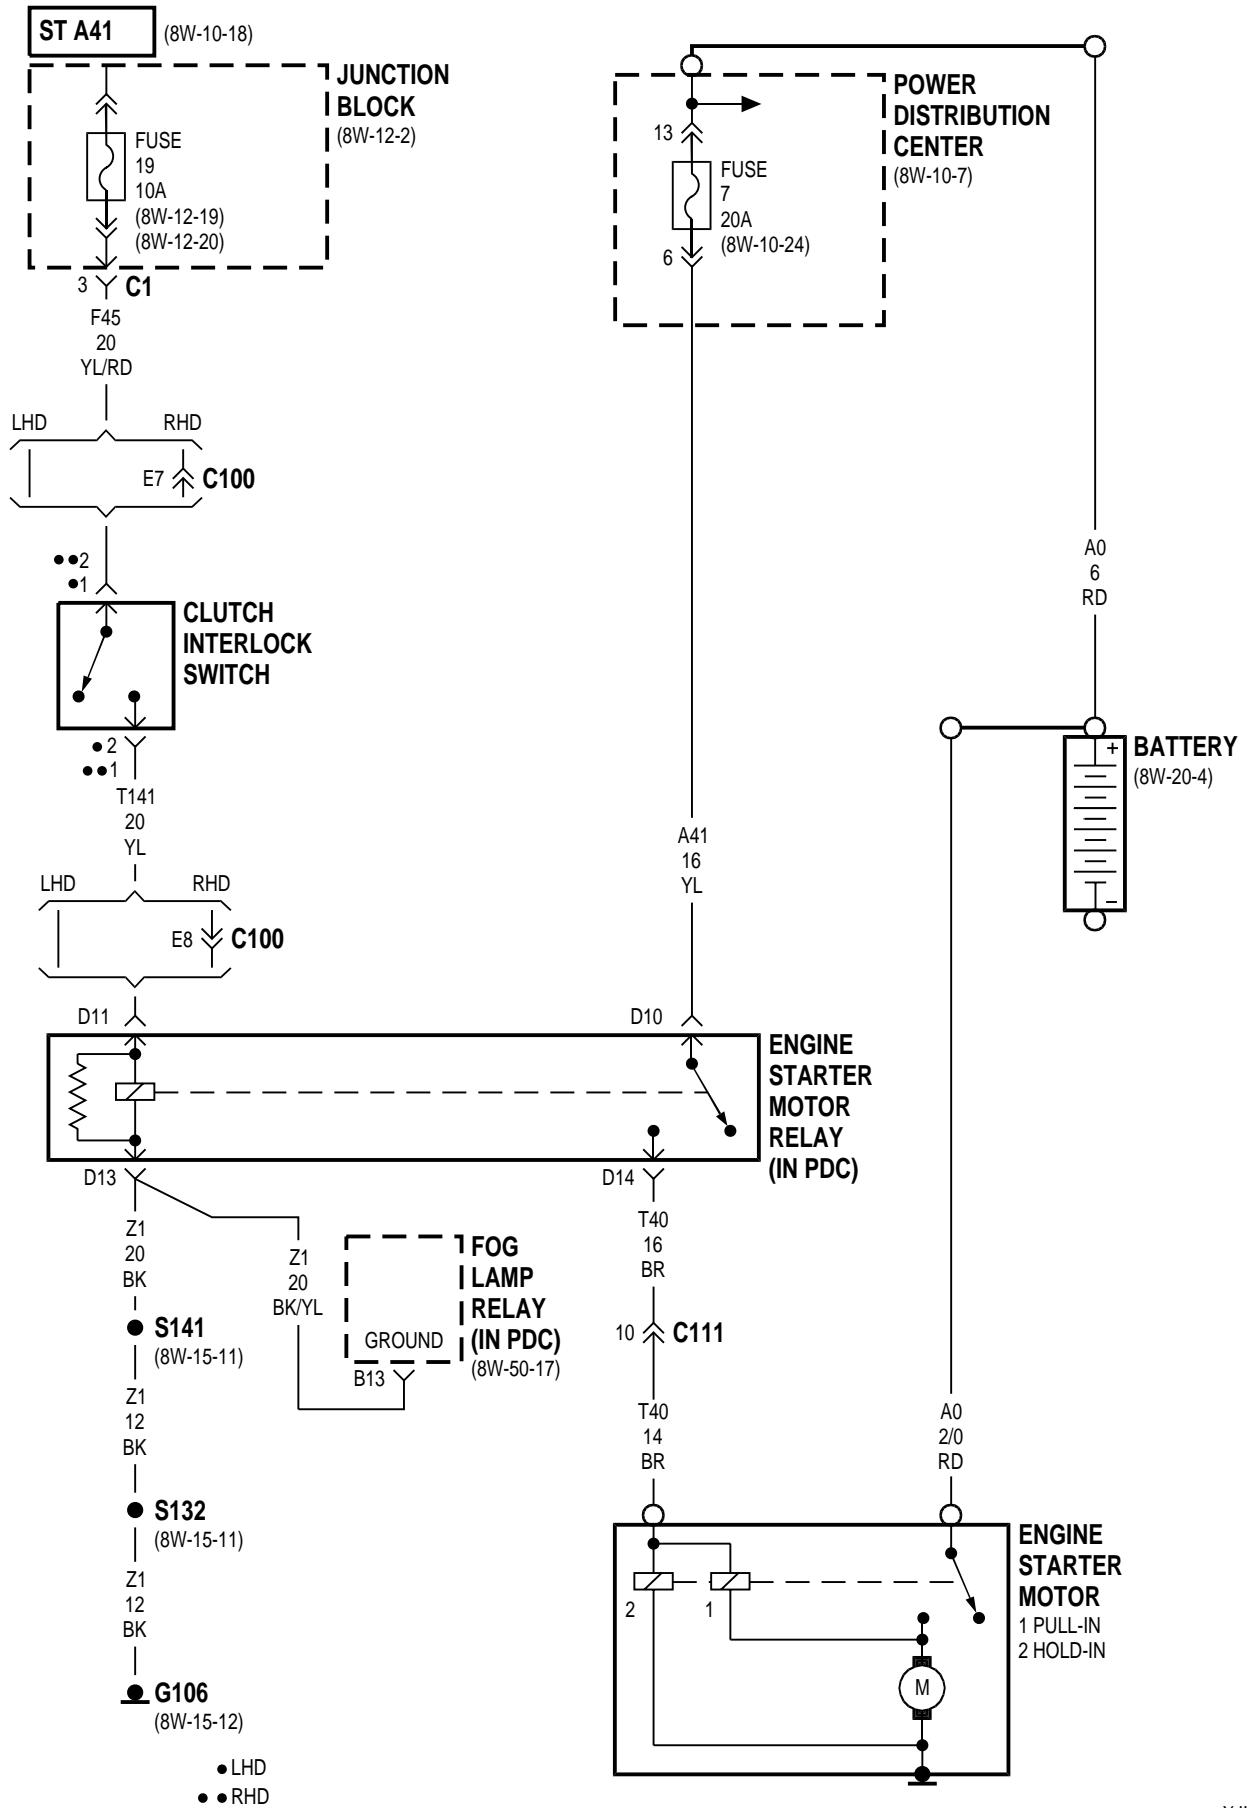 ST A41
(8W-10-18)
JUNCTION
BLOCK
(8W-12-2)
FUSE
19
10A
(8W-12-19)
(8W-12-20)
3
C1
F45
20
YL/RD
LHD
RHD
E7
C100
••2
•1
CLUTCH
INTERLOCK
SWITCH
•2
••1
T141
20
YL
LHD
RHD
E8
C100
POWER
DISTRIBUTION
CENTER
(8W-10-7)
13
FUSE
7
20A
(8W-10-24)
6
A0
6
RD
+
–
BATTERY
(8W-20-4)
A41
16
YL
D11
D10
ENGINE
STARTER
MOTOR
RELAY
(IN PDC)
D13
D14
Z1
20
BK
Z1
20
BK/YL
FOG
LAMP
RELAY
(IN PDC)
(8W-50-17)
GROUND
B13
T40
16
BR
10
C111
S141
(8W-15-11)
Z1
12
BK
T40
14
BR
A0
2/0
RD
S132
(8W-15-11)
Z1
12
BK
G106
(8W-15-12)
2
1
M
ENGINE
STARTER
MOTOR
1 PULL-IN
2 HOLD-IN
•LHD
••RHD